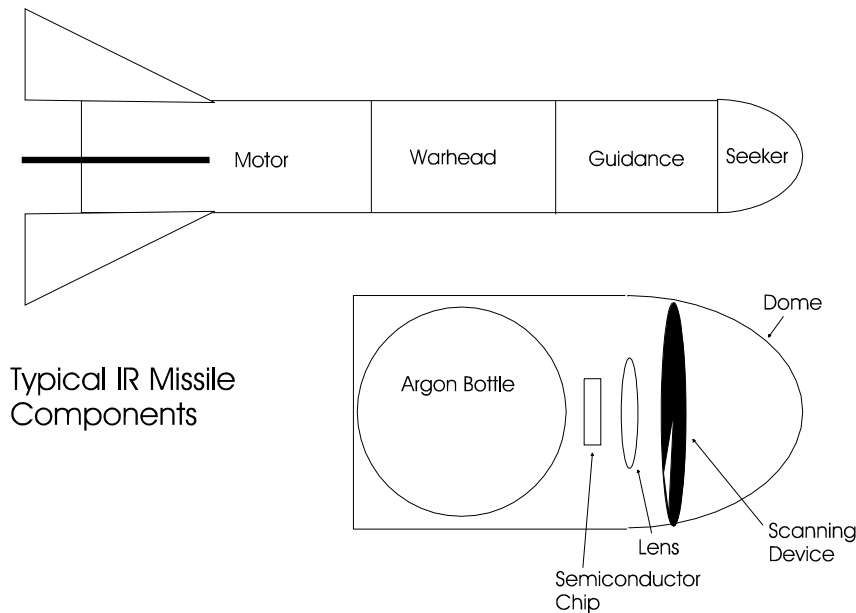 Motor
Warhead
Guidance
Seeker
Dome
Typical IR Missile
Components
Argon Bottle
Lens
Scanning
Device
Semiconductor
Chip